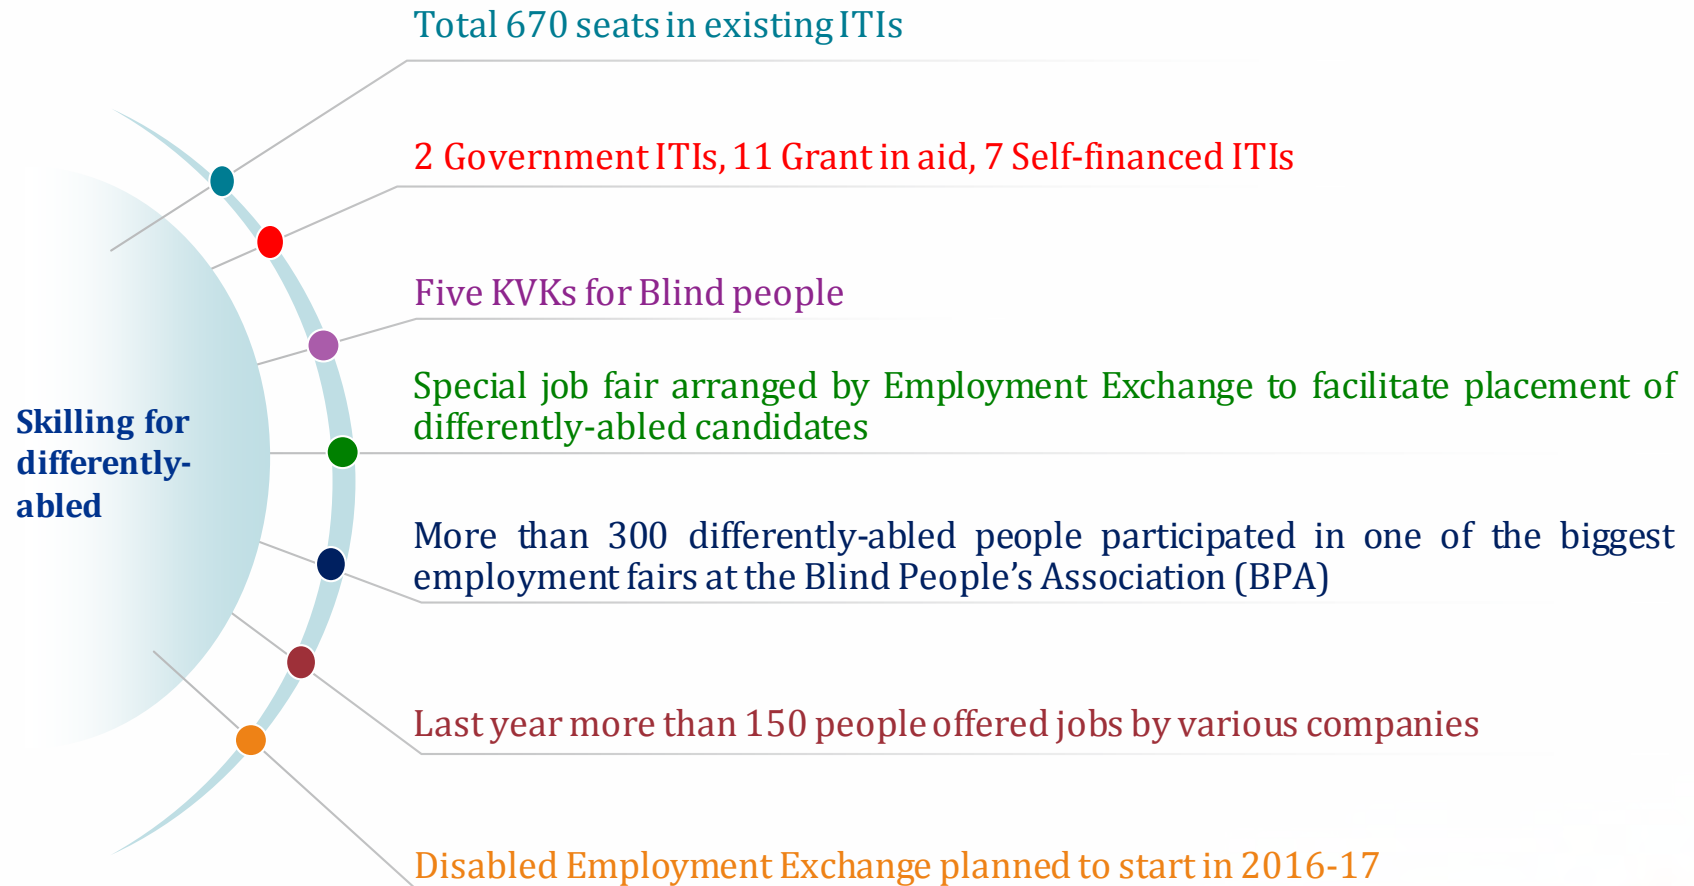 Total 670 seats in existing ITIs
2 Government ITIs, 11 Grant in aid, 7 Self-financed ITIs
Five KVKs for Blind people
Special job fair arranged by Employment Exchange to facilitate placement of
differently-abled candidates
Skilling for
differently-
abled
More than 300 differently-abled people participated in one of the biggest
employment fairs at the Blind People’s Association (BPA)
Last year more than 150 people offered jobs by various companies
Disabled Employment Exchange planned to start in 2016-17